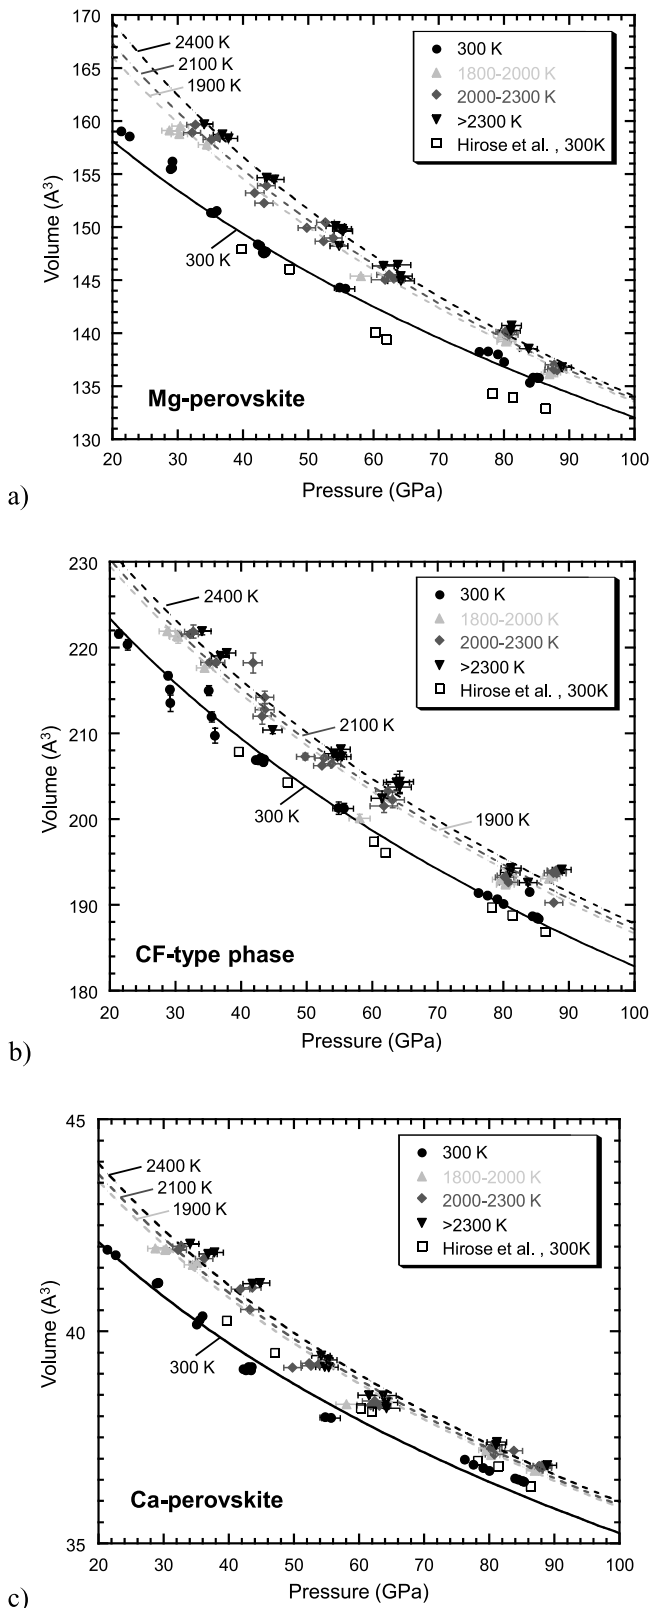 170
165
160
155
150
145
140
135
130
Volume (A³)
2400 K
2100 K
1900 K
300 K
300 K
1800-2000 K
2000-2300 K
>2300 K
Hirose et al. , 300K
Mg-perovskite
20 30 40 50 60 70 80 90 100
Pressure (GPa)
a)
230
220
210
200
190
180
Volume (A³)
2400 K
2100 K
1900 K
300 K
300 K
1800-2000 K
2000-2300 K
>2300 K
Hirose et al. , 300K
CF-type phase
20 30 40 50 60 70 80 90 100
Pressure (GPa)
b)
45
40
35
Volume (A³)
2400 K
2100 K
1900 K
300 K
300 K
1800-2000 K
2000-2300 K
>2300 K
Hirose et al. , 300K
Ca-perovskite
20 30 40 50 60 70 80 90 100
Pressure (GPa)
c)